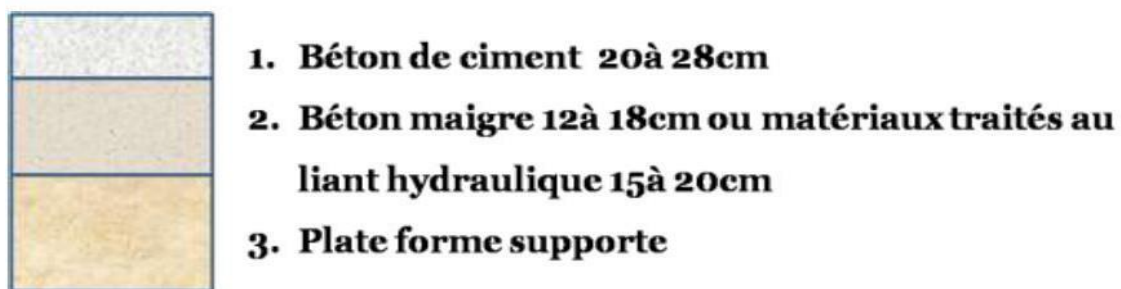 1. Béton de ciment 20à 28cm
2. Béton maigre 12à 18cm ou matériaux traités au
liant hydraulique 15à 20cm
3. Plate forme supporte